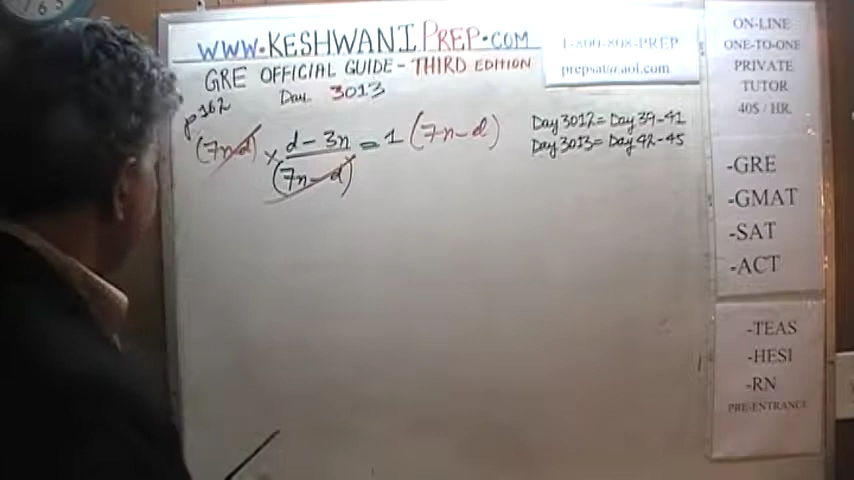 WWW.KESHWANIPREP.COM
GRE OFFICIAL GUIDE - THIRD EDITION
Day 3013
p362
(7n-d) × d-3n = 1 (7n-d)
(7n-d)
Day 3012 = Day 39-41
Day 3013 = Day 42-45
1-800-808-PREP
prepsat@aol.com
ON-LINE
ONE-TO-ONE
PRIVATE
TUTOR
40$ / HR
-GRE
-GMAT
-SAT
-ACT
-TEAS
-HESI
-RN
PRE-ENTRANCE